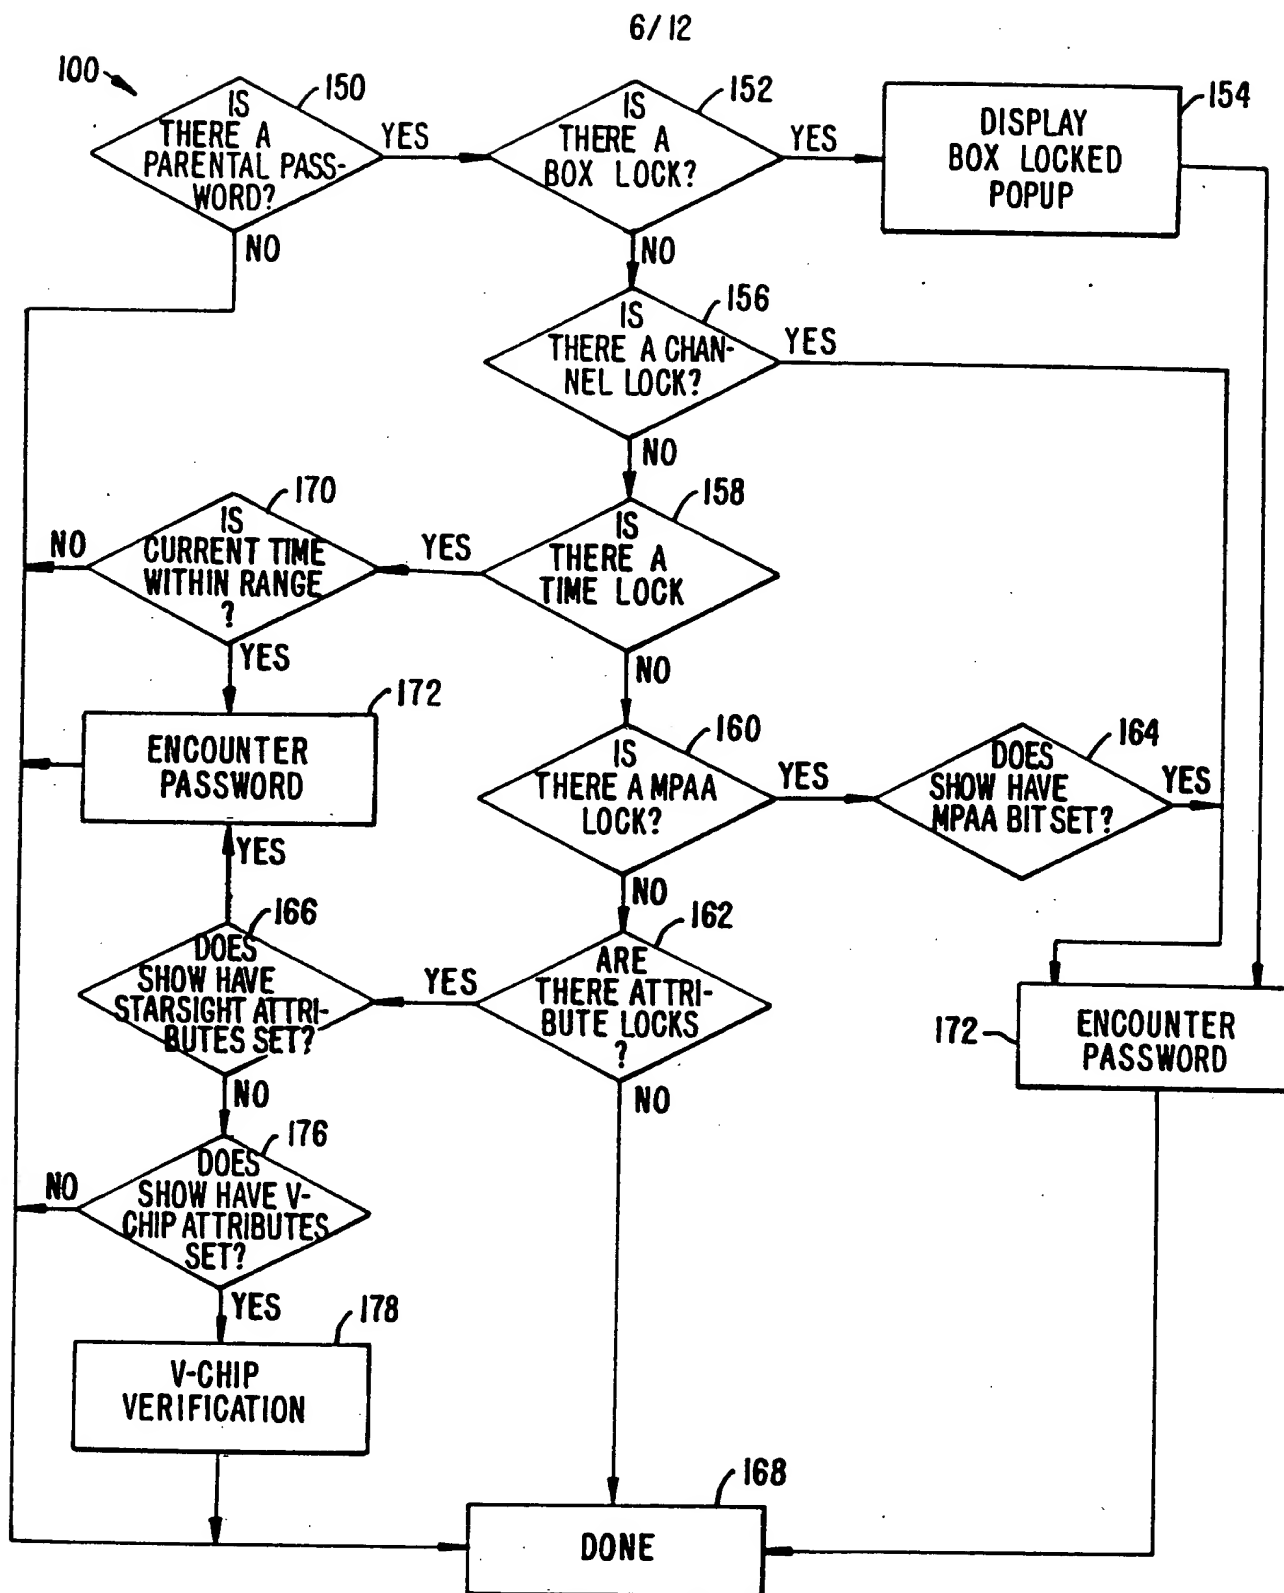 6/12
100
150
IS
THERE A
PARENTAL PASS-
WORD?
YES
NO
152
IS
THERE A
BOX LOCK?
YES
NO
154
DISPLAY
BOX LOCKED
POPUP
156
IS
THERE A CHAN-
NEL LOCK?
YES
NO
158
IS
THERE A
TIME LOCK
YES
NO
170
IS
CURRENT TIME
WITHIN RANGE
?
NO
YES
172
ENCOUNTER
PASSWORD
160
IS
THERE A MPAA
LOCK?
YES
NO
164
DOES
SHOW HAVE
MPAA BIT SET?
YES
YES
166
DOES
SHOW HAVE
STARSIGHT ATTRI-
BUTES SET?
NO
162
ARE
THERE ATTRI-
BUTE LOCKS
?
YES
NO
172
ENCOUNTER
PASSWORD
176
DOES
SHOW HAVE V-
CHIP ATTRIBUTES
SET?
NO
YES
178
V-CHIP
VERIFICATION
168
DONE